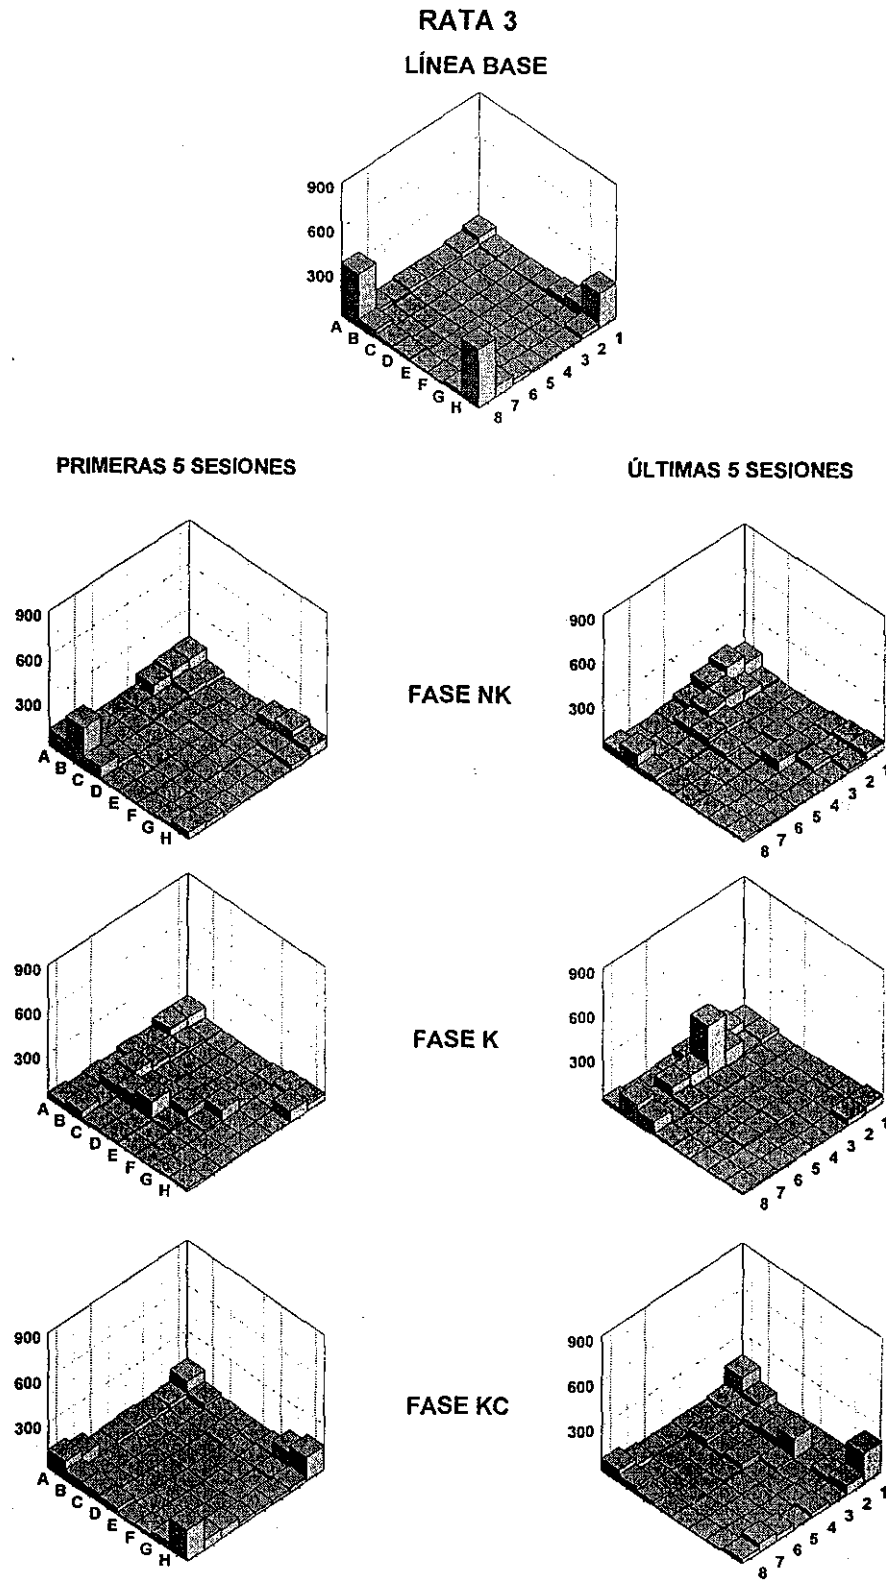 RATA 3
LÍNEA BASE
900
600
300
A B C D E F G H
8 7 6 5 4 3 2 1
PRIMERAS 5 SESIONES
ÚLTIMAS 5 SESIONES
900
600
300
A B C D E F G H
FASE NK
900
600
300
8 7 6 5 4 3 2 1
900
600
300
A B C D E F G H
FASE K
900
600
300
8 7 6 5 4 3 2 1
900
600
300
A B C D E F G H
FASE KC
900
600
300
8 7 6 5 4 3 2 1